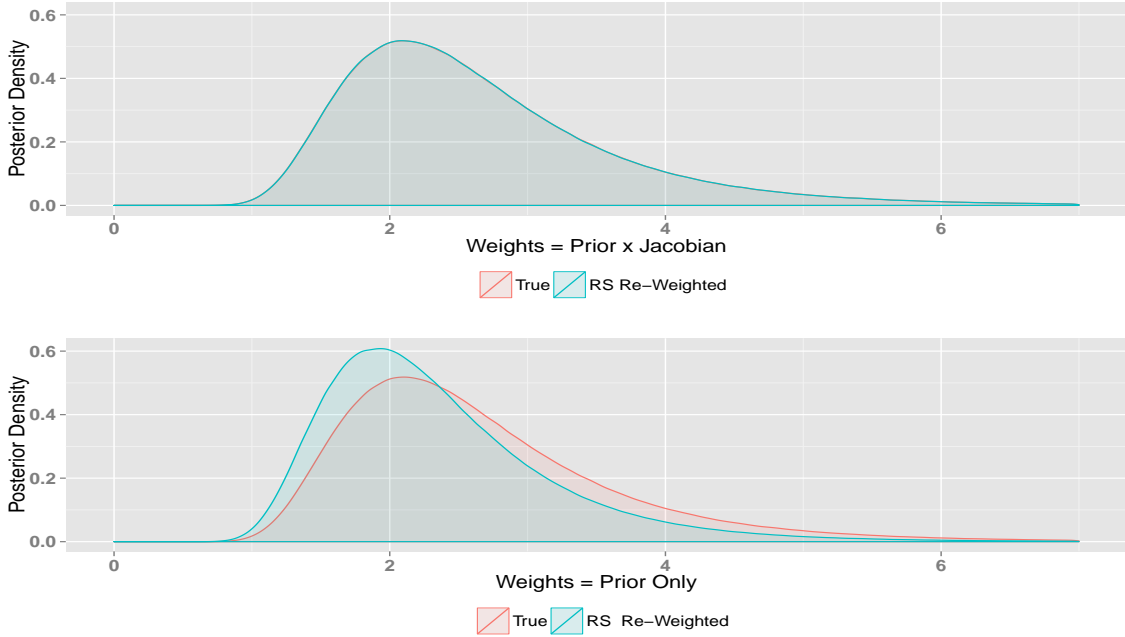 0.6
Posterior Density
0.4
0.2
0.0
0 2 4 6
Weights = Prior x Jacobian
True RS Re−Weighted
0.6
Posterior Density
0.4
0.2
0.0
0 2 4 6
Weights = Prior Only
True RS Re−Weighted